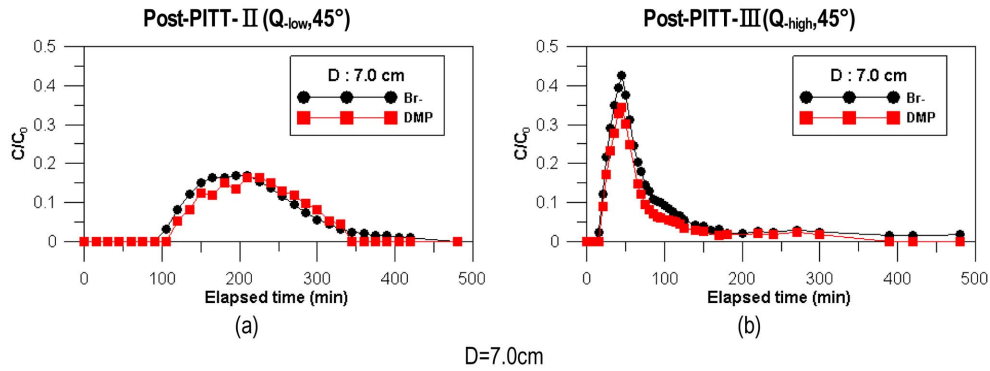 Post-PITT-Ⅱ(Q-low,45°)
Post-PITT-Ⅲ(Q-high,45°)
0.5
0.4
0.3
0.2
0.1
0
C/C0
D : 7.0 cm
Br-
DMP
0 100 200 300 400 500
Elapsed time (min)
(a)
0.5
0.4
0.3
0.2
0.1
0
C/C0
D : 7.0 cm
Br-
DMP
0 100 200 300 400 500
Elapsed time (min)
(b)
D=7.0cm